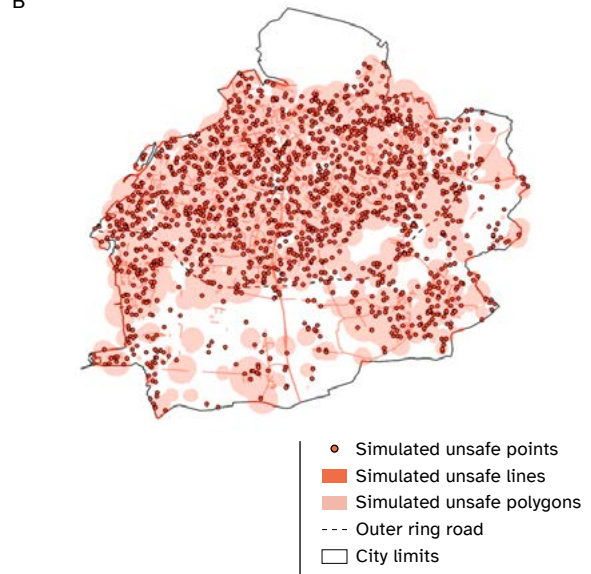 B
Simulated unsafe points
Simulated unsafe lines
Simulated unsafe polygons
Outer ring road
City limits